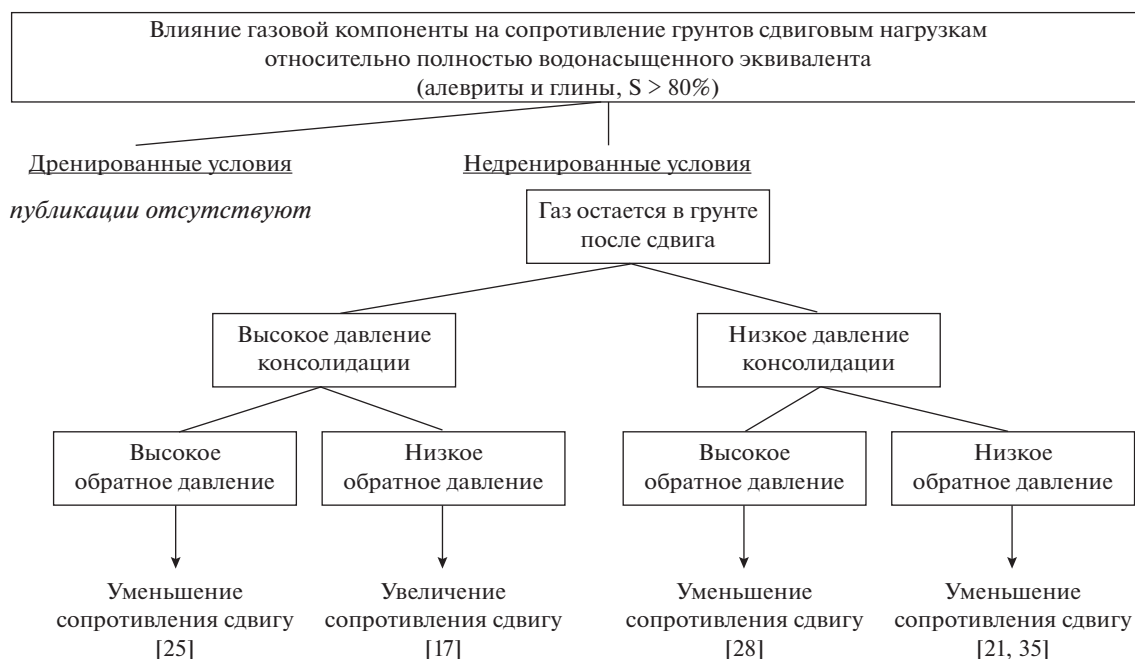 Влияние газовой компоненты на сопротивление грунтов сдвиговым нагрузкам
относительно полностью водонасыщенного эквивалента
(алевриты и глины, S > 80%)
Дренированные условия
Недренированные условия
публикации отсутствуют
Газ остается в грунте
после сдвига
Высокое давление
консолидации
Низкое давление
консолидации
Высокое
обратное давление
Низкое
обратное давление
Высокое
обратное давление
Низкое
обратное давление
Уменьшение
сопротивления сдвигу
[25]
Увеличение
сопротивления сдвигу
[17]
Уменьшение
сопротивления сдвигу
[28]
Уменьшение
сопротивления сдвигу
[21, 35]